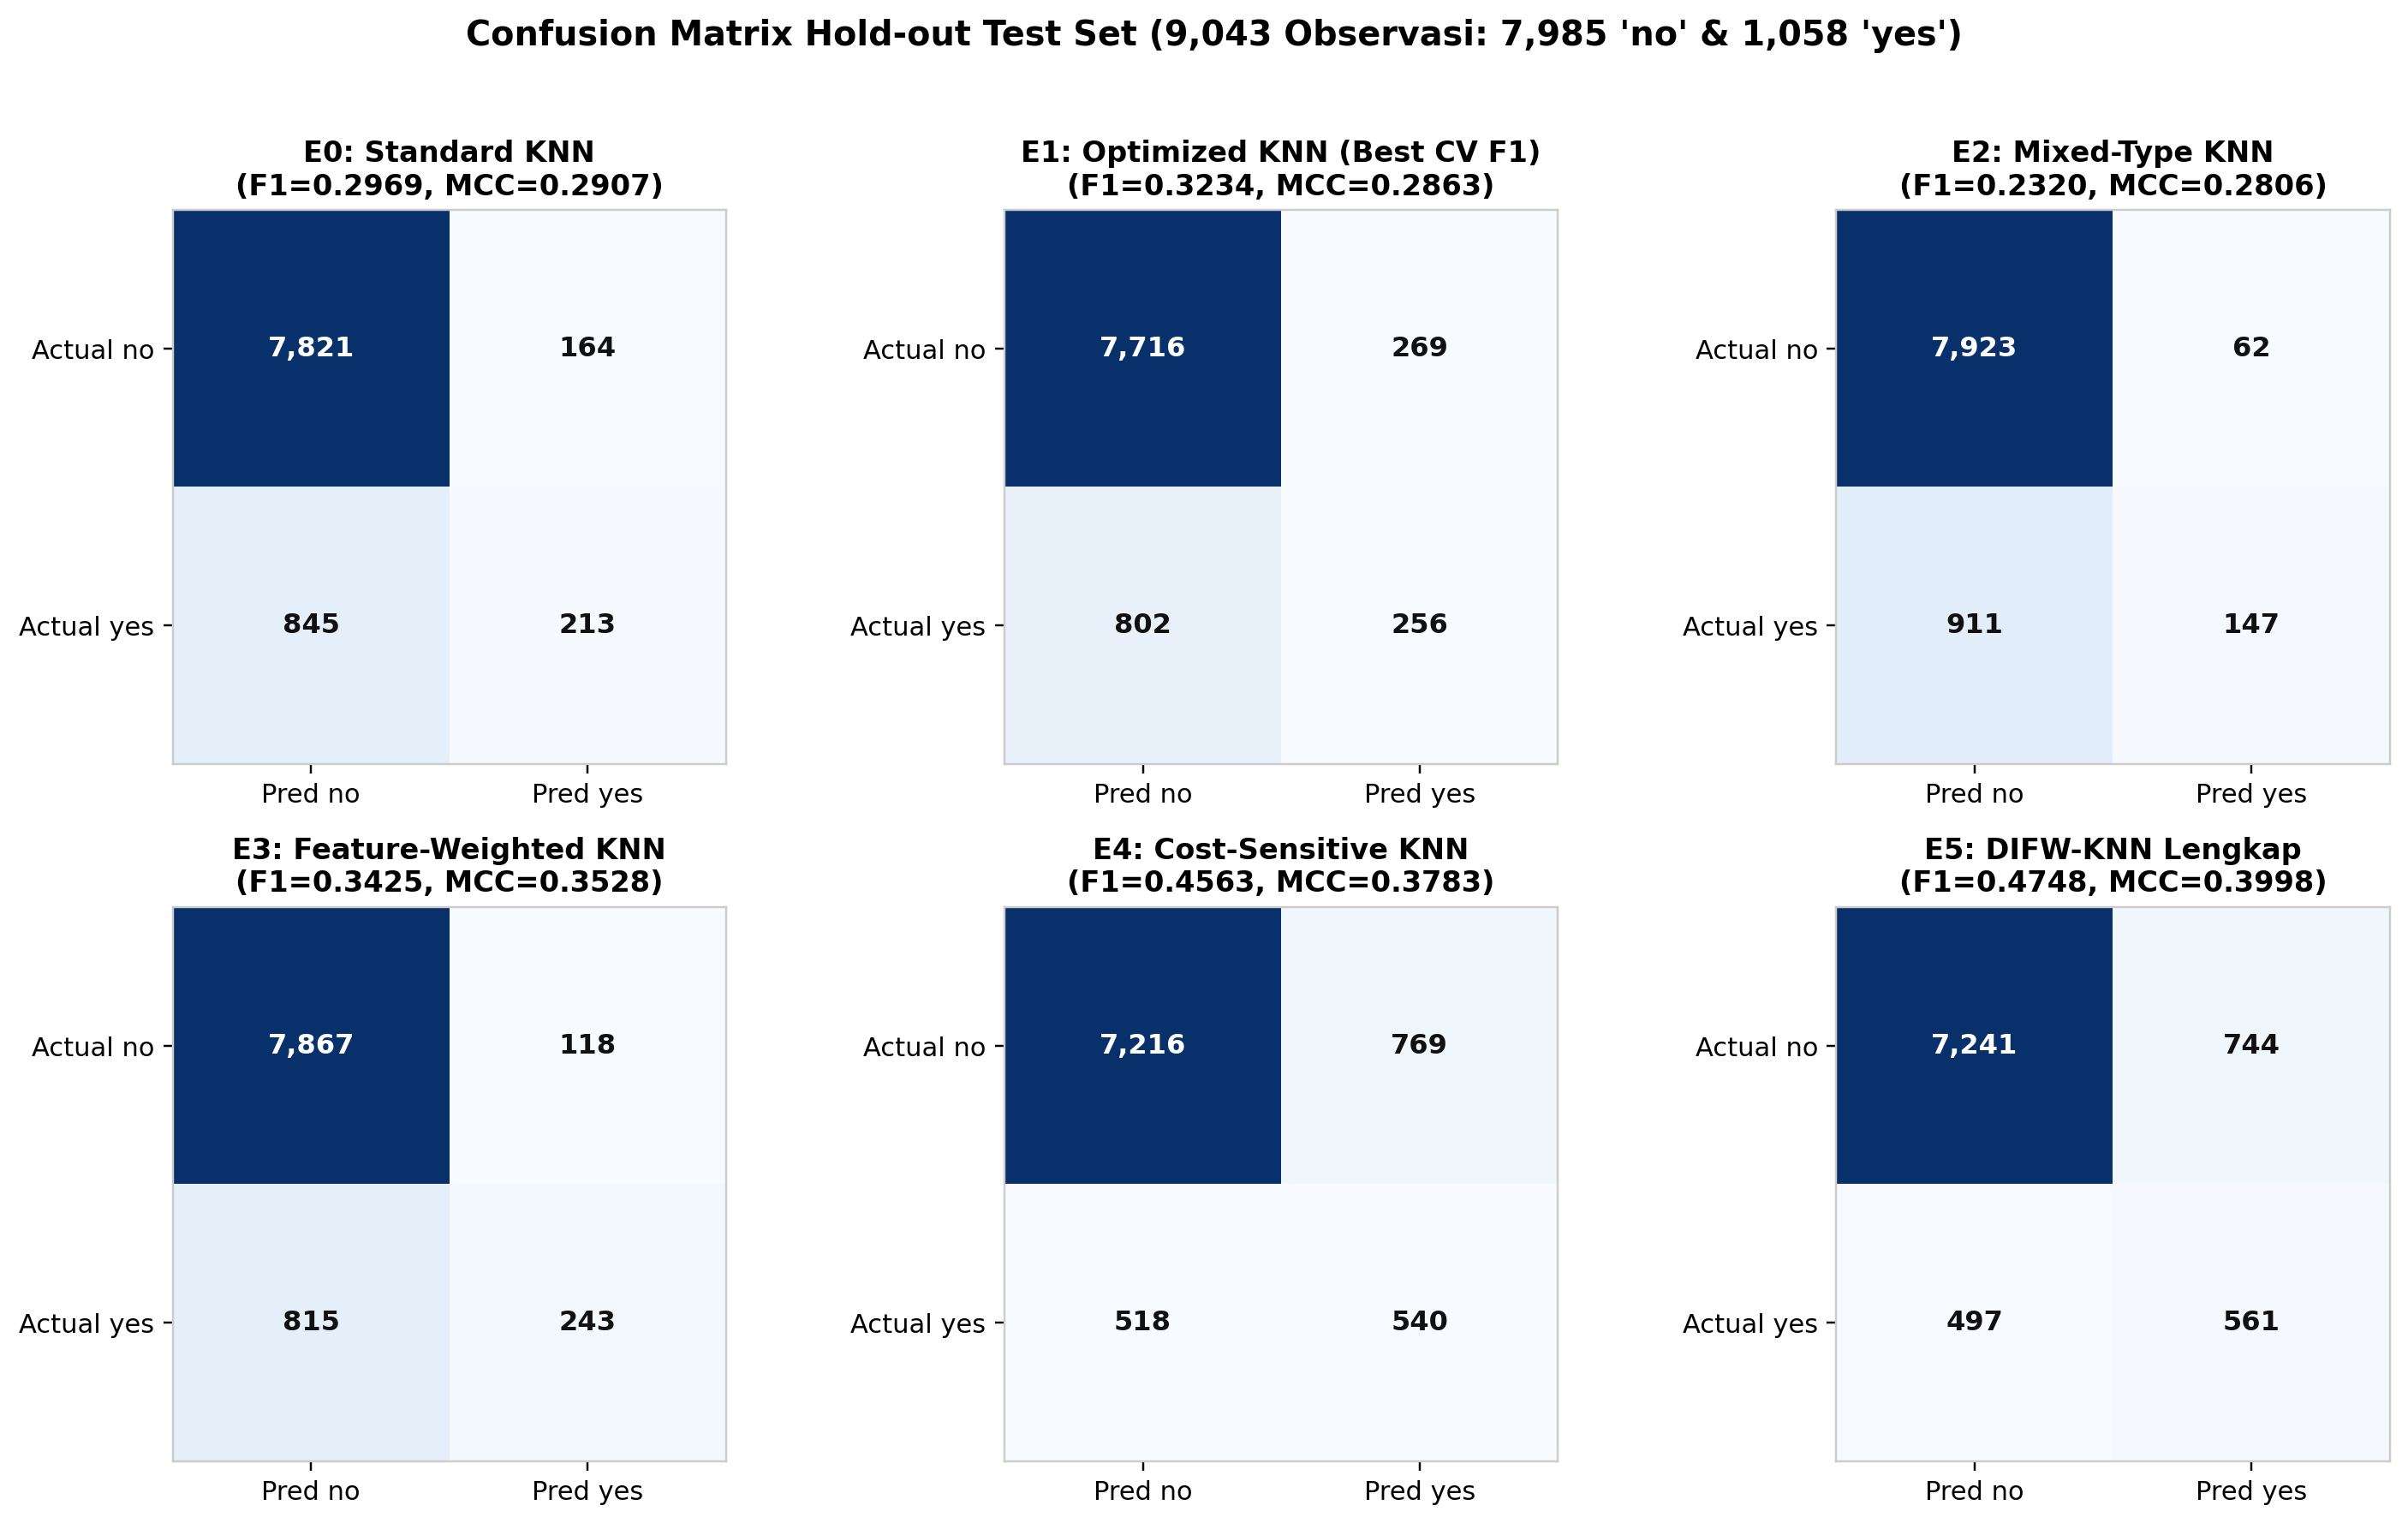 Confusion Matrix Hold-out Test Set (9,043 Observasi: 7,985 'no' & 1,058 'yes')
E0: Standard KNN
(F1=0.2969, MCC=0.2907)
Actual no
7,821
164
Actual yes
845
213
Pred no
Pred yes
E1: Optimized KNN (Best CV F1)
(F1=0.3234, MCC=0.2863)
Actual no
7,716
269
Actual yes
802
256
Pred no
Pred yes
E2: Mixed-Type KNN
(F1=0.2320, MCC=0.2806)
Actual no
7,923
62
Actual yes
911
147
Pred no
Pred yes
E3: Feature-Weighted KNN
(F1=0.3425, MCC=0.3528)
Actual no
7,867
118
Actual yes
815
243
Pred no
Pred yes
E4: Cost-Sensitive KNN
(F1=0.4563, MCC=0.3783)
Actual no
7,216
769
Actual yes
518
540
Pred no
Pred yes
E5: DIFW-KNN Lengkap
(F1=0.4748, MCC=0.3998)
Actual no
7,241
744
Actual yes
497
561
Pred no
Pred yes